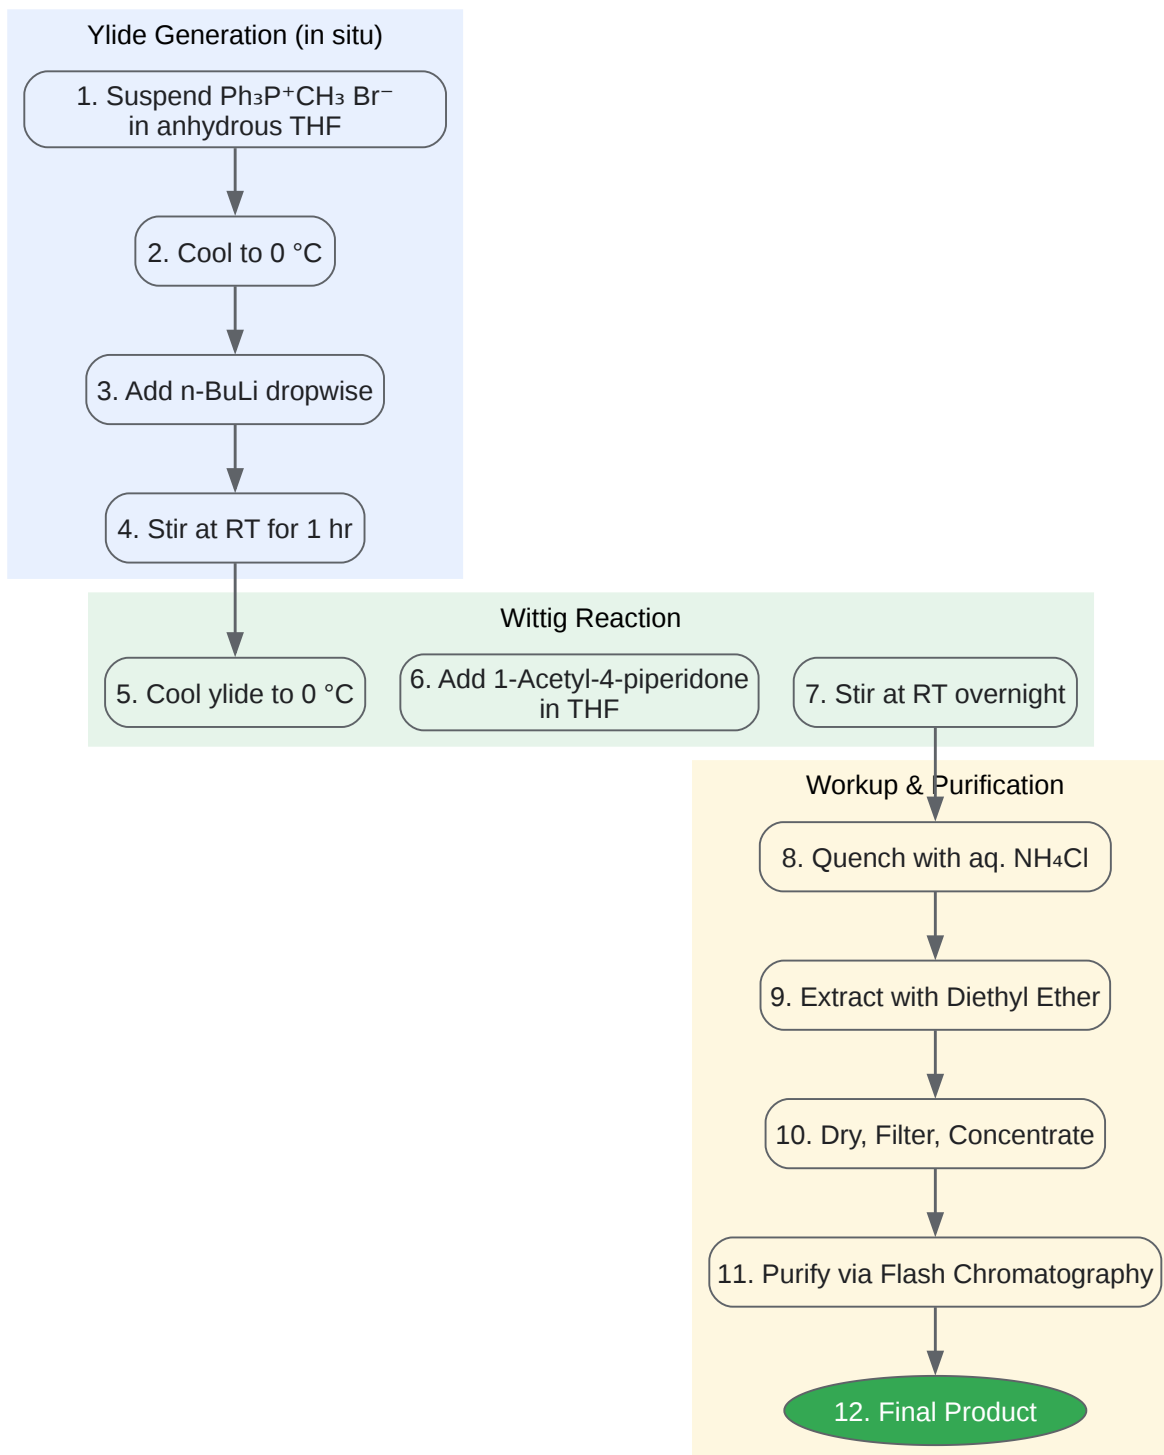 Ylide Generation (in situ)
1. Suspend Ph₃P⁺CH₃ Br⁻
in anhydrous THF
2. Cool to 0 °C
3. Add n-BuLi dropwise
4. Stir at RT for 1 hr
Wittig Reaction
5. Cool ylide to 0 °C
6. Add 1-Acetyl-4-piperidone
in THF
7. Stir at RT overnight
Workup & Purification
8. Quench with aq. NH₄Cl
9. Extract with Diethyl Ether
10. Dry, Filter, Concentrate
11. Purify via Flash Chromatography
12. Final Product